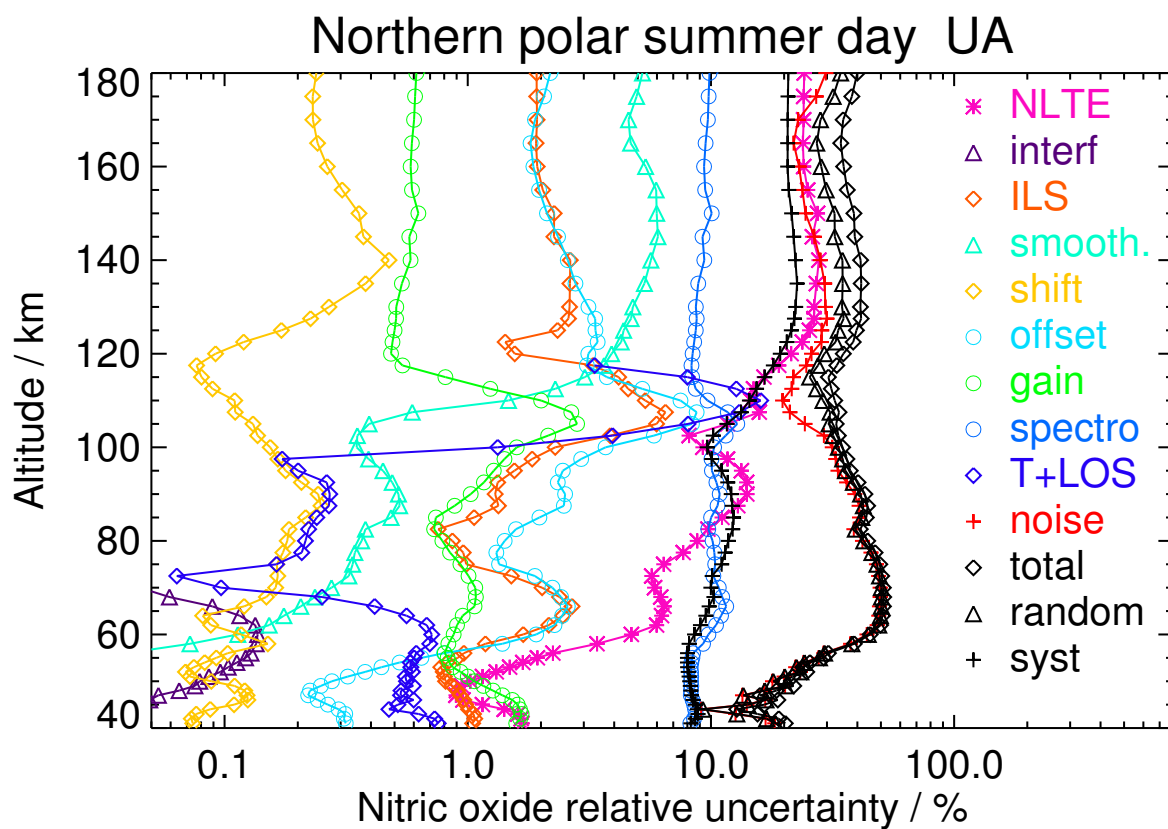 Northern polar summer day  UA
180
160
140
120
100
80
60
40
Altitude / km
NLTE
interf
ILS
smooth.
shift
offset
gain
spectro
T+LOS
noise
total
random
syst
0.1 1.0 10.0 100.0
Nitric oxide relative uncertainty / %